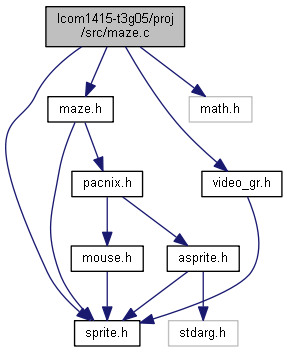 lcom1415-t3g05/proj
/src/maze.c
maze.h
math.h
pacnix.h
video_gr.h
mouse.h
asprite.h
sprite.h
stdarg.h